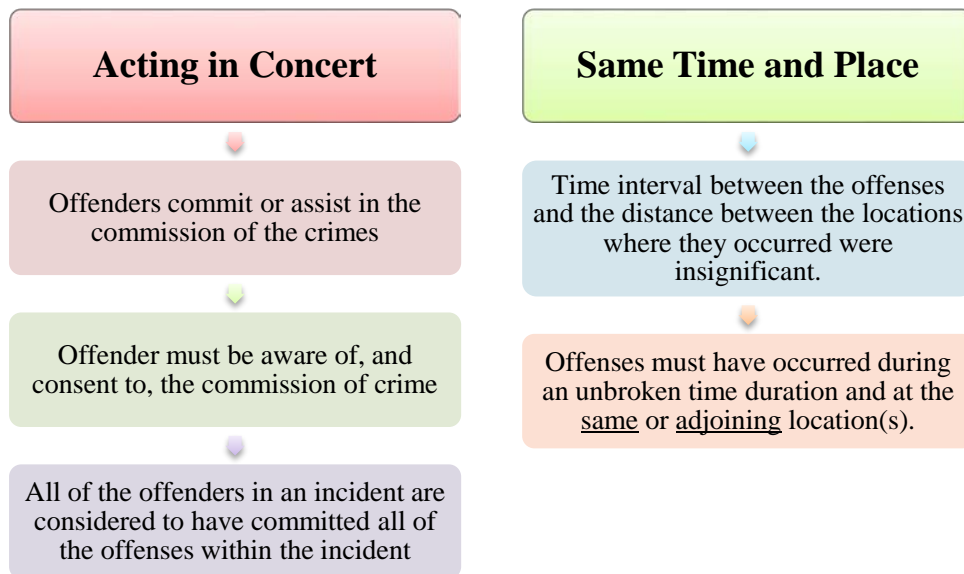 Acting in Concert
Offenders commit or assist in the
commission of the crimes
Offender must be aware of, and
consent to, the commission of crime
All of the offenders in an incident are
considered to have committed all of
the offenses within the incident
Same Time and Place
Time interval between the offenses
and the distance between the locations
where they occurred were
insignificant.
Offenses must have occurred during
an unbroken time duration and at the
same or adjoining location(s).